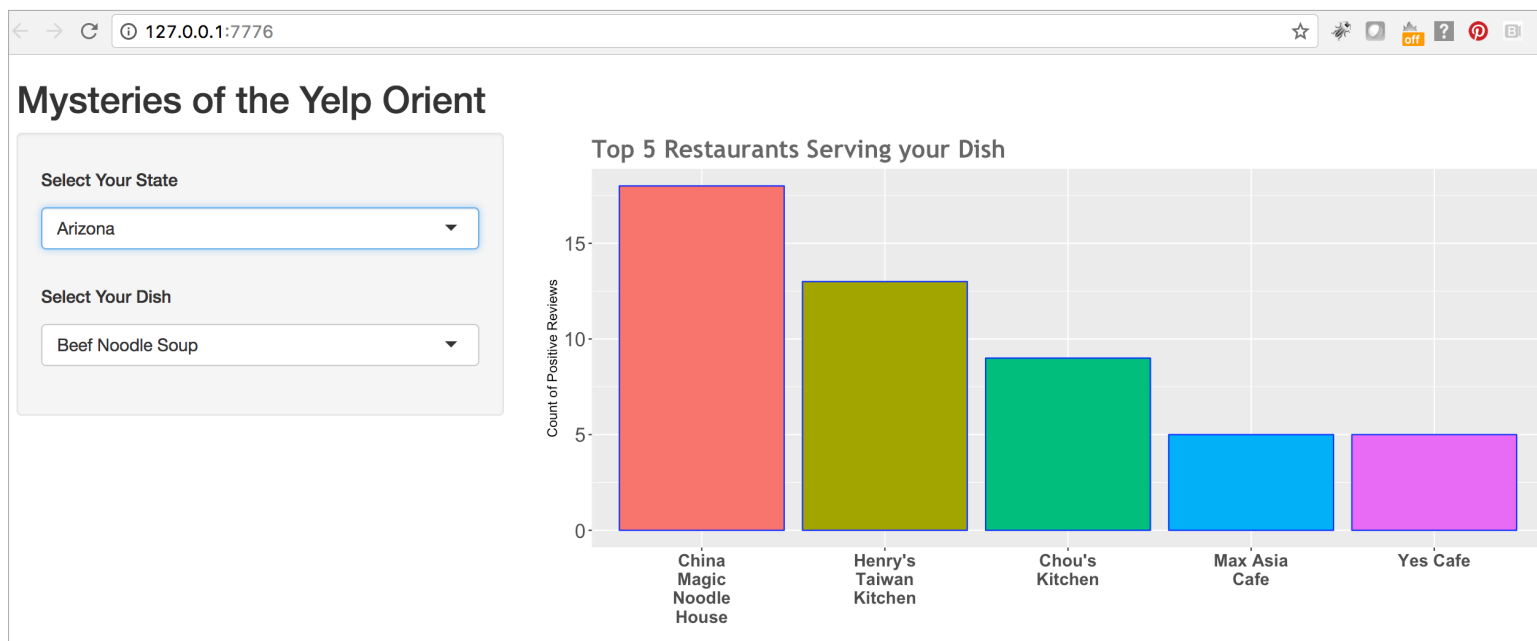 127.0.0.1:7776
off
?
B
Mysteries of the Yelp Orient
Select Your State
Arizona
Select Your Dish
Beef Noodle Soup
Top 5 Restaurants Serving your Dish
Count of Positive Reviews
15
10
5
0
China
Magic
Noodle
House
Henry's
Taiwan
Kitchen
Chou's
Kitchen
Max Asia
Cafe
Yes Cafe